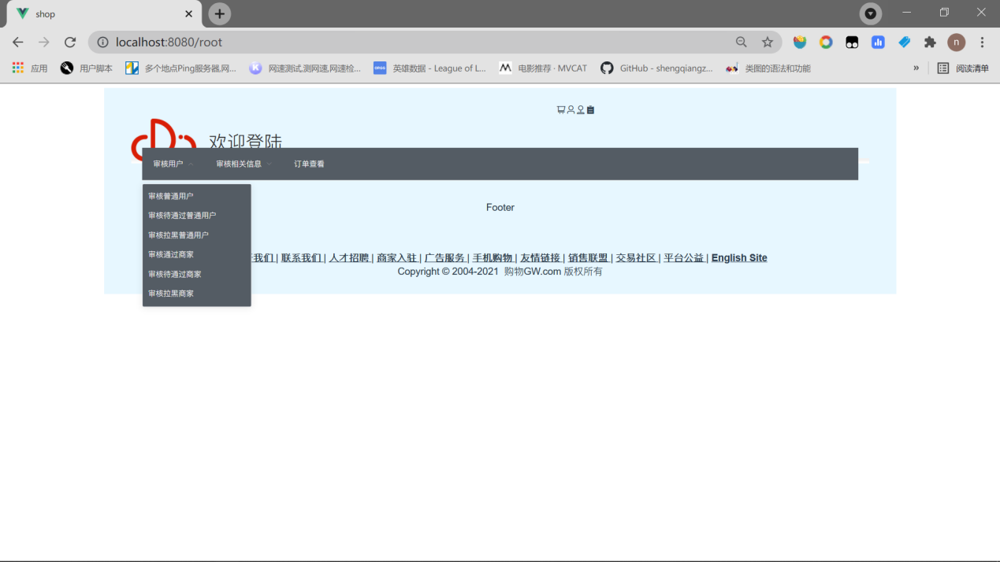 shop
localhost:8080/root
n
应用
用户脚本
多个地点Ping服务器,网...
K
网速测试,测网速,网速检...
OPGG
英雄数据 - League of L...
电影推荐 · MVCAT
GitHub - shengqiangz...
类图的语法和功能
»
阅读清单
欢迎登陆
审核用户 审核相关信息 订单查看
审核普通用户
审核待通过普通用户
审核拉黑普通用户
审核通过商家
审核待通过商家
审核拉黑商家
Footer
我们 | 联系我们 | 人才招聘 | 商家入驻 | 广告服务 | 手机购物 | 友情链接 | 销售联盟 | 交易社区 | 平台公益 | English Site
Copyright © 2004-2021 购物GW.com 版权所有